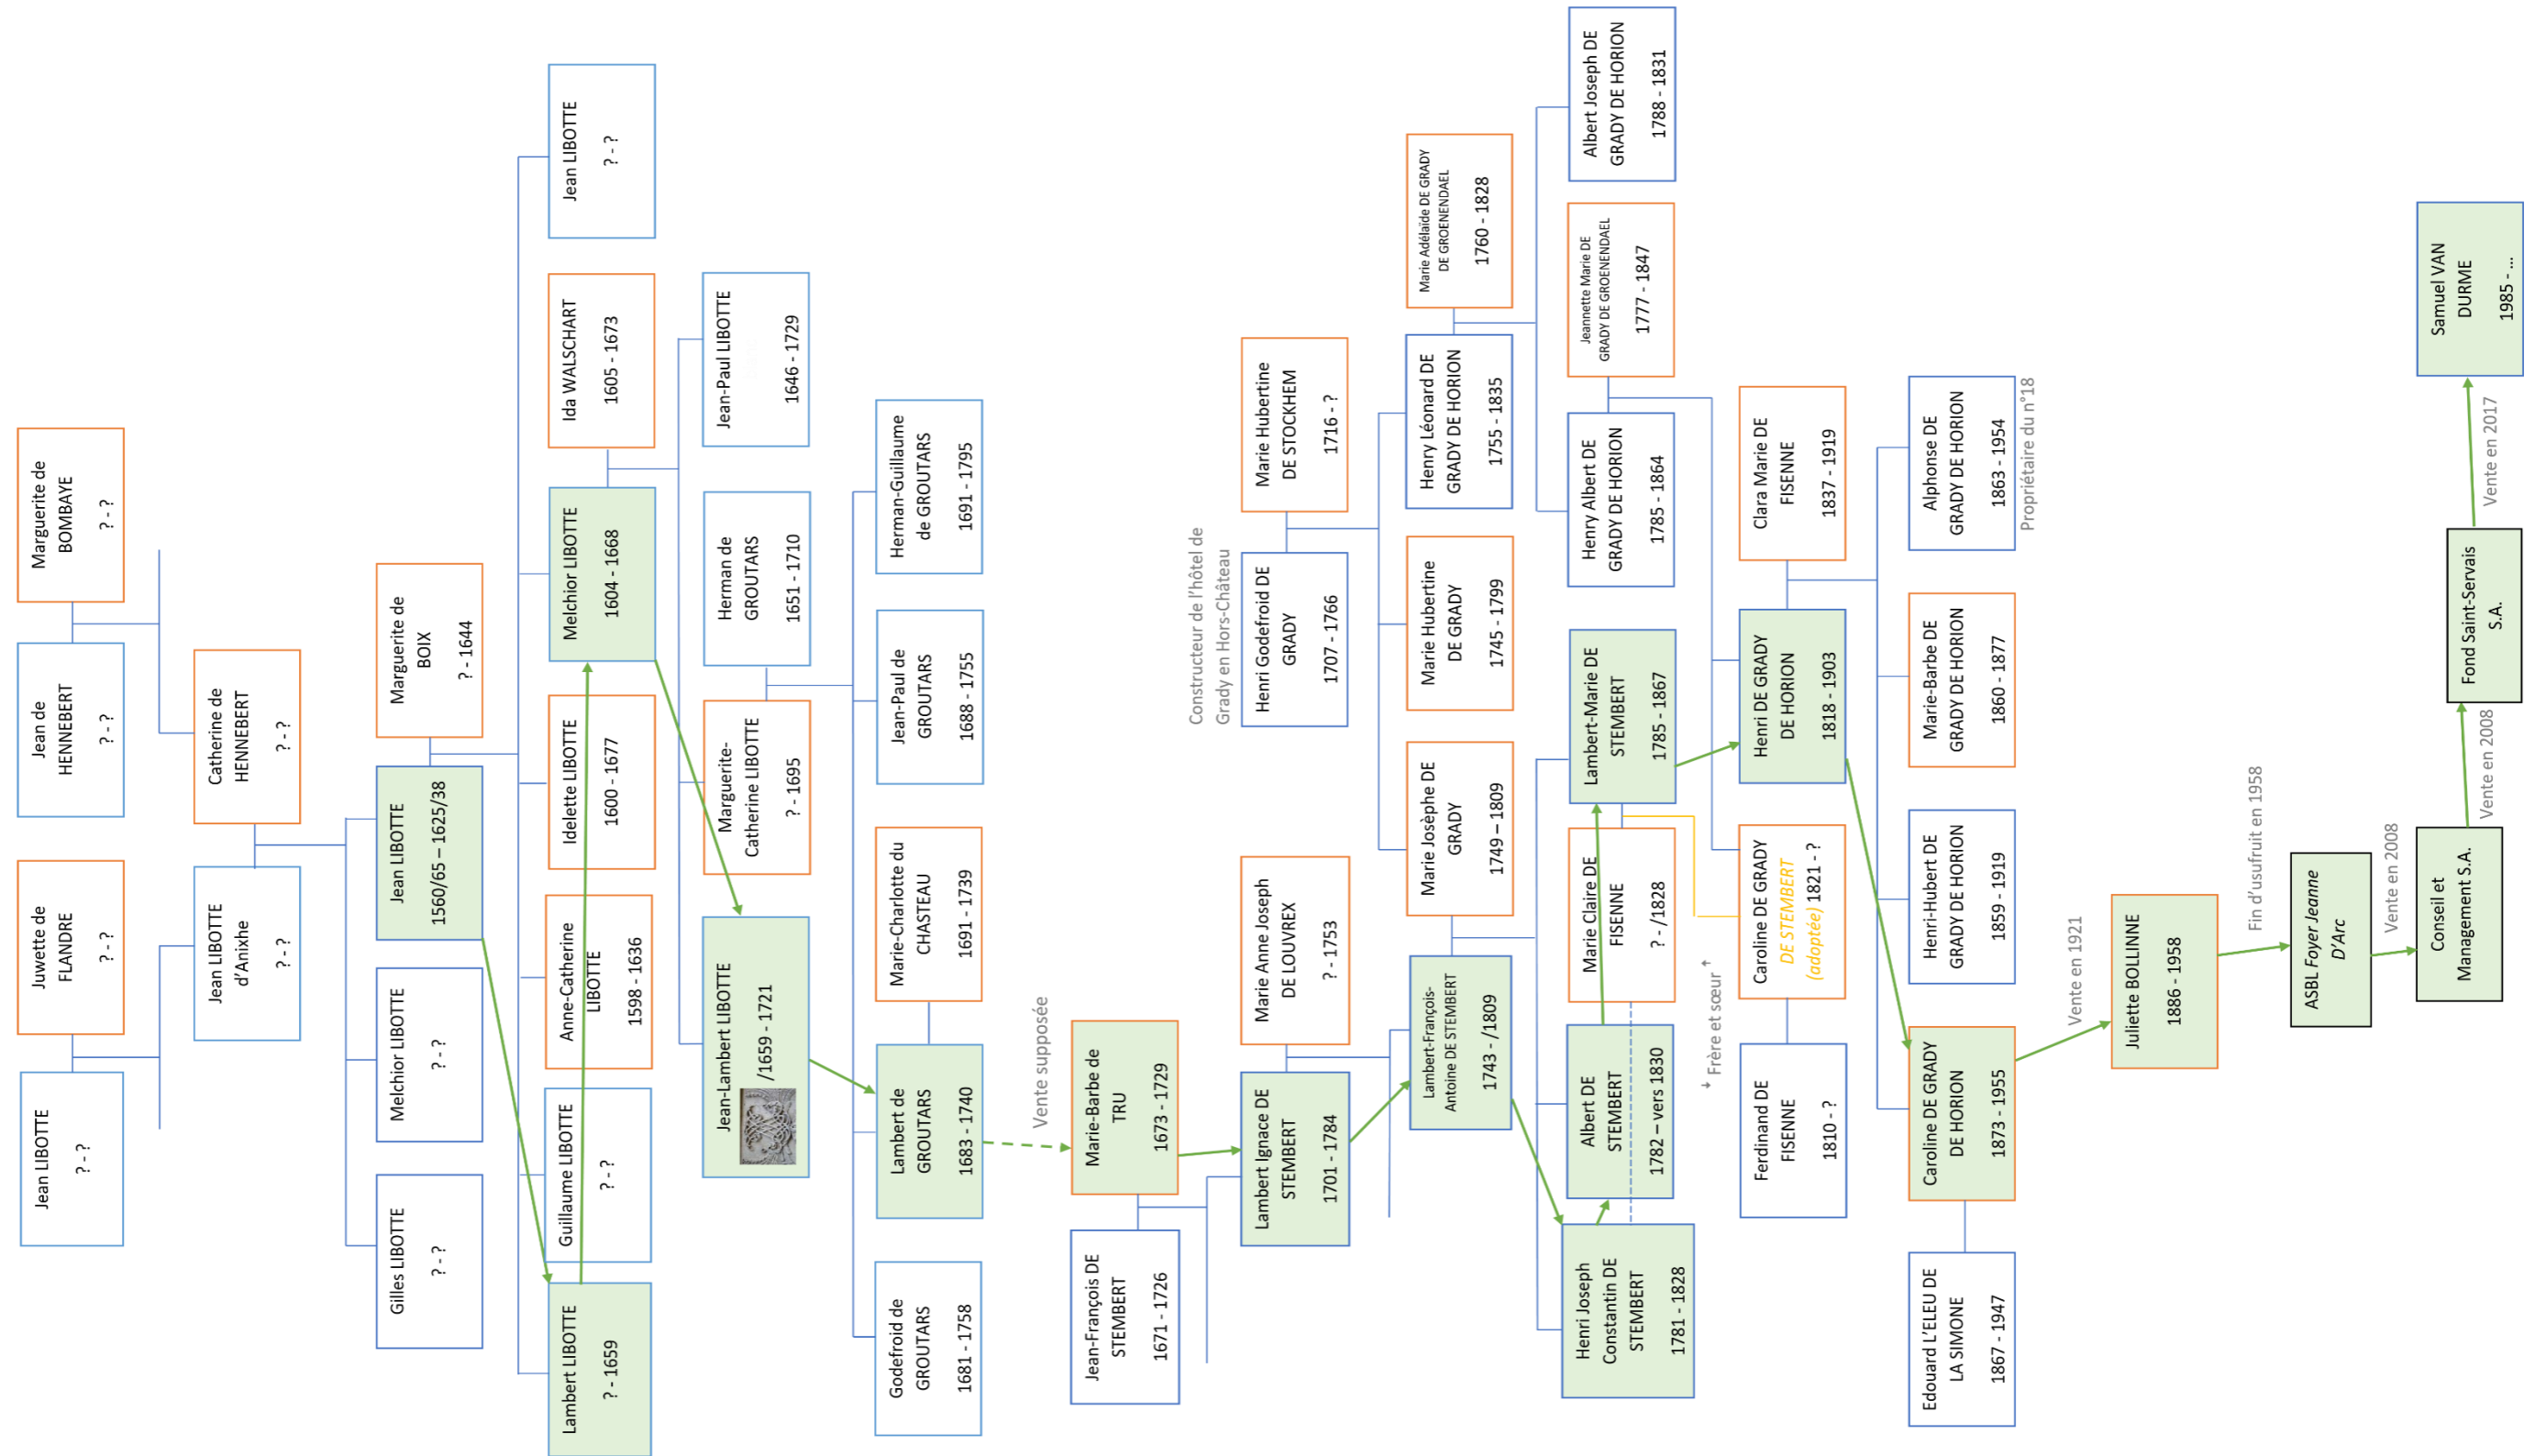 Jean LIBOTTE
? - ?
Juwette de
FLANDRE
? - ?
Jean de
HENNEBERT
? - ?
Marguerite de
BOMBAYE
? - ?
Jean LIBOTTE
d'Anixhe
? - ?
Catherine de
HENNEBERT
? - ?
Gilles LIBOTTE
? - ?
Melchior LIBOTTE
? - ?
Jean LIBOTTE
1560/65 – 1625/38
Marguerite de
BOIX
? - 1644
Lambert LIBOTTE
? - 1659
Guillaume LIBOTTE
? - ?
Anne-Catherine
LIBOTTE
1598 - 1636
Idelette LIBOTTE
1600 - 1677
Melchior LIBOTTE
1604 - 1668
Ida WALSCHART
1605 - 1673
Jean LIBOTTE
? - ?
Jean-Lambert LIBOTTE
/1659 - 1721
Marguerite-
Catherine LIBOTTE
? - 1695
Herman de
GROUTARS
1651 - 1710
Jean-Paul LIBOTTE
1646 - 1729
Godefroid de
GROUTARS
1681 - 1758
Lambert de
GROUTARS
1683 - 1740
Marie-Charlotte du
CHASTEAU
1691 - 1739
Jean-Paul de
GROUTARS
1688 - 1755
Herman-Guillaume
de GROUTARS
1691 - 1795
Vente supposée
Jean-François DE
STEMBERT
1671 - 1726
Marie-Barbe de
TRU
1673 - 1729
Constructeur de l'hôtel de
Grady en Hors-Château
Lambert Ignace DE
STEMBERT
1701 - 1784
Marie Anne Joseph
DE LOUVREX
? - 1753
Henri Godefroid DE
GRADY
1707 - 1766
Marie Hubertine
DE STOCKHEM
1716 - ?
Lambert-François-
Antoine DE STEMBERT
1743 - /1809
Marie Josèphe DE
GRADY
1749 – 1809
Marie Hubertine
DE GRADY
1745 - 1799
Henry Léonard DE
GRADY DE HORION
1755 - 1835
Marie Adélaïde DE GRADY
DE GROENENDAEL
1760 - 1828
Henri Joseph
Constantin DE
STEMBERT
1781 - 1828
Albert DE
STEMBERT
1782 – vers 1830
Marie Claire DE
FISENNE
? - /1828
Lambert-Marie DE
STEMBERT
1785 - 1867
Henry Albert DE
GRADY DE HORION
1785 - 1864
Jeannette Marie DE
GRADY DE GROENENDAEL
1777 - 1847
Albert Joseph DE
GRADY DE HORION
1788 - 1831
↓ Frère et sœur ↑
Ferdinand DE
FISENNE
1810 - ?
Caroline DE GRADY
DE STEMBERT
(adoptée) 1821 - ?
Henri DE GRADY
DE HORION
1818 - 1903
Clara Marie DE
FISENNE
1837 - 1919
Edouard L'ELEU DE
LA SIMONE
1867 - 1947
Caroline DE GRADY
DE HORION
1873 - 1955
Henri-Hubert DE
GRADY DE HORION
1859 - 1919
Marie-Barbe DE
GRADY DE HORION
1860 - 1877
Alphonse DE
GRADY DE HORION
1863 - 1954
Propriétaire du n°18
Vente en 1921
Juliette BOLLINNE
1886 - 1958
Fin d'usufruit en 1958
ASBL Foyer Jeanne
D'Arc
Vente en 2008
Conseil et
Management S.A.
Vente en 2008
Fond Saint-Servais
S.A.
Vente en 2017
Samuel VAN
DURME
1985 - ...